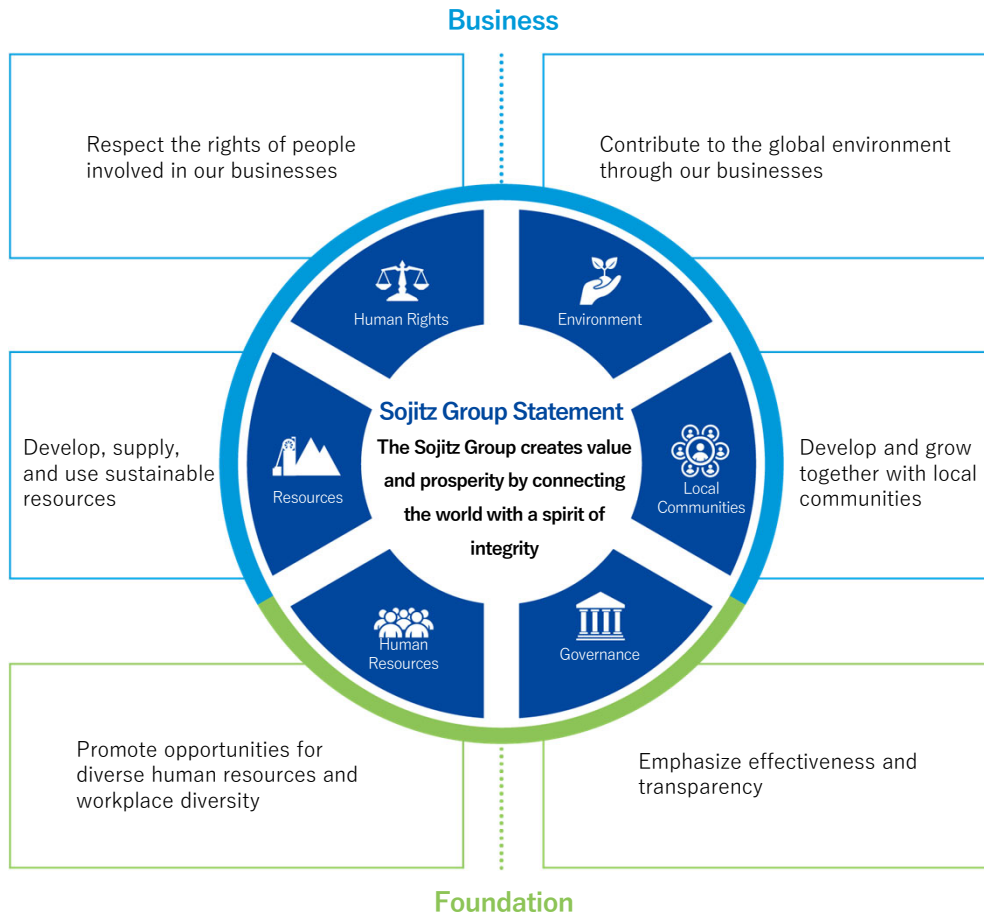 Business
Respect the rights of people
involved in our businesses
Contribute to the global environment
through our businesses
Human Rights
Environment
Develop, supply,
and use sustainable
resources
Resources
Sojitz Group Statement
The Sojitz Group creates value
and prosperity by connecting
the world with a spirit of
integrity
Local
Communities
Develop and grow
together with local
communities
Human
Resources
Governance
Promote opportunities for
diverse human resources and
workplace diversity
Emphasize effectiveness and
transparency
Foundation